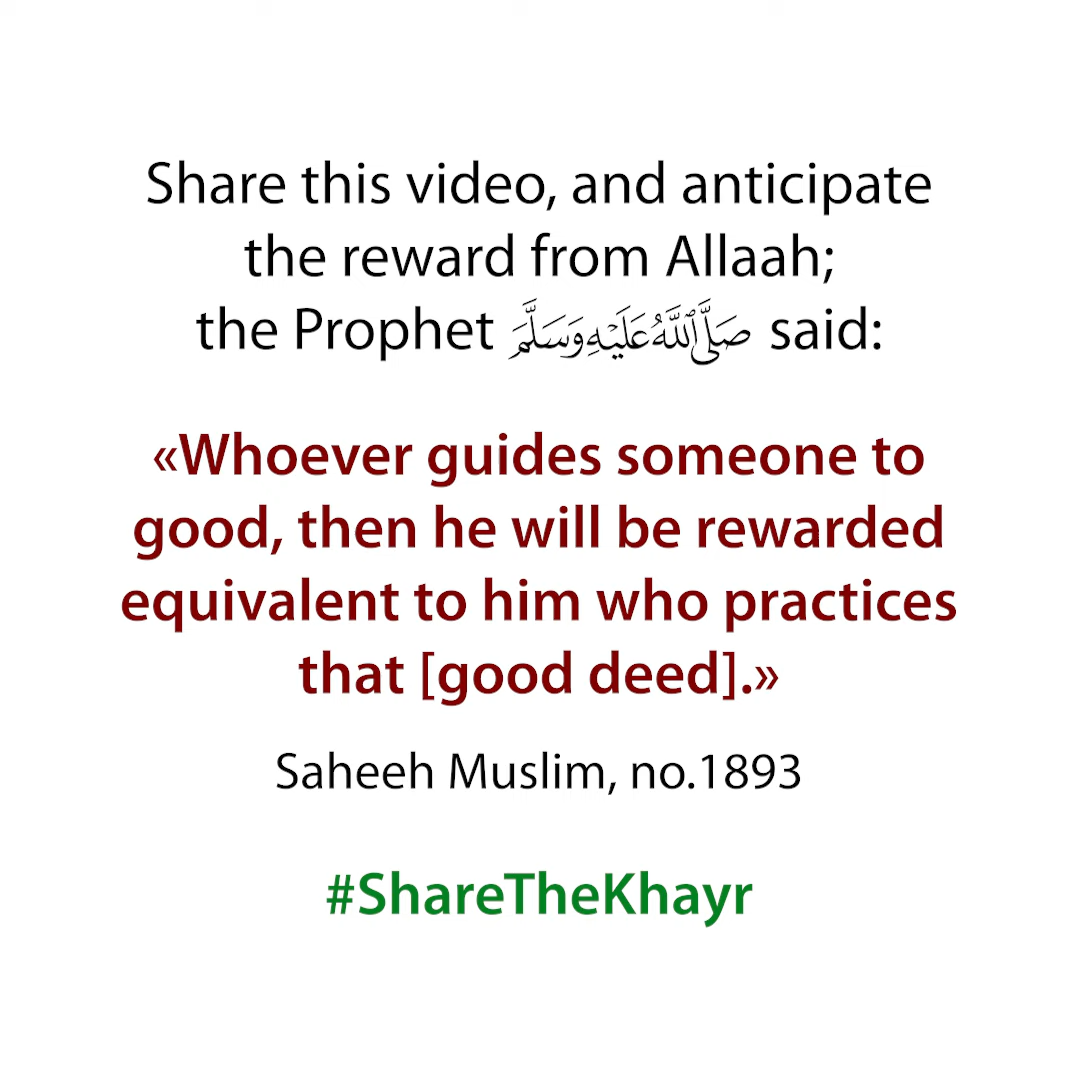 Share this video, and anticipate
the reward from Allaah;
the Prophet صَلَّى اللَّهُ عَلَيْهِ وَسَلَّمَ said:
«Whoever guides someone to
good, then he will be rewarded
equivalent to him who practices
that [good deed].»
Saheeh Muslim, no.1893
#ShareTheKhayr